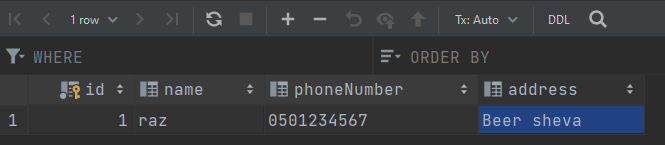 1 row Tx: Auto DDL
WHERE ORDER BY
id name phoneNumber address
1 1 raz 0501234567 Beer sheva